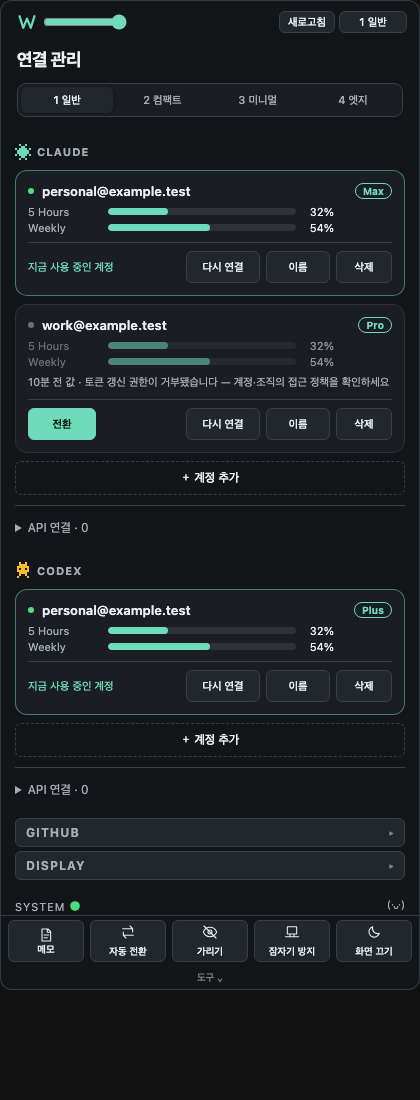 W
새로고침
1 일반
연결 관리
1 일반
2 컴팩트
3 미니멀
4 엣지
CLAUDE
personal@example.test
Max
5 Hours 32%
Weekly 54%
지금 사용 중인 계정
다시 연결
이름
삭제
work@example.test
Pro
5 Hours 32%
Weekly 54%
10분 전 값 · 토큰 갱신 권한이 거부됐습니다 — 계정·조직의 접근 정책을 확인하세요
전환
다시 연결
이름
삭제
+ 계정 추가
▶ API 연결 · 0
CODEX
personal@example.test
Plus
5 Hours 32%
Weekly 54%
지금 사용 중인 계정
다시 연결
이름
삭제
+ 계정 추가
▶ API 연결 · 0
GITHUB
DISPLAY
SYSTEM
메모
자동 전환
가리기
잠자기 방지
화면 끄기
도구